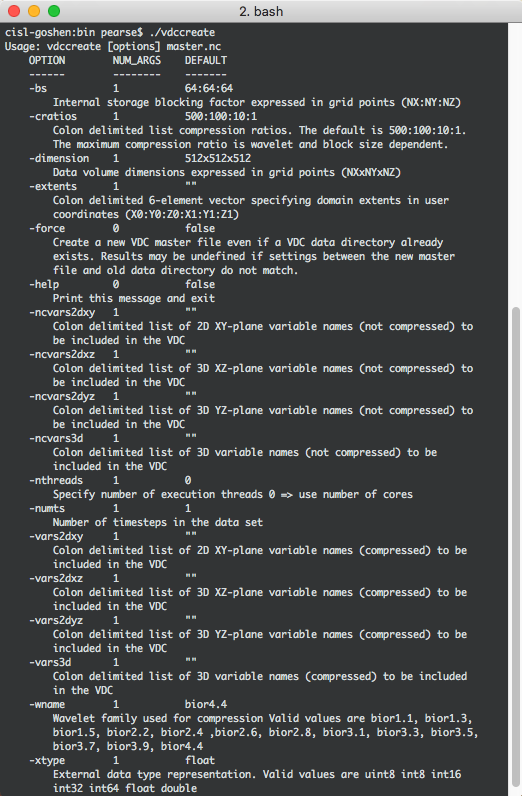 2. bash
cisl-goshen:bin pearse$ ./vdccreate
Usage: vdccreate [options] master.nc
OPTION NUM_ARGS DEFAULT
------ -------- -------
-bs 1 64:64:64
Internal storage blocking factor expressed in grid points (NX:NY:NZ)
-cratios 1 500:100:10:1
Colon delimited list compression ratios. The default is 500:100:10:1.
The maximum compression ratio is wavelet and block size dependent.
-dimension 1 512x512x512
Data volume dimensions expressed in grid points (NXxNYxNZ)
-extents 1 ""
Colon delimited 6-element vector specifying domain extents in user
coordinates (X0:Y0:Z0:X1:Y1:Z1)
-force 0 false
Create a new VDC master file even if a VDC data directory already
exists. Results may be undefined if settings between the new master
file and old data directory do not match.
-help 0 false
Print this message and exit
-ncvars2dxy 1 ""
Colon delimited list of 2D XY-plane variable names (not compressed) to
be included in the VDC
-ncvars2dxz 1 ""
Colon delimited list of 3D XZ-plane variable names (not compressed) to
be included in the VDC
-ncvars2dyz 1 ""
Colon delimited list of 3D YZ-plane variable names (not compressed) to
be included in the VDC
-ncvars3d 1 ""
Colon delimited list of 3D variable names (not compressed) to be
included in the VDC
-nthreads 1 0
Specify number of execution threads 0 => use number of cores
-numts 1 1
Number of timesteps in the data set
-vars2dxy 1 ""
Colon delimited list of 2D XY-plane variable names (compressed) to be
included in the VDC
-vars2dxz 1 ""
Colon delimited list of 3D XZ-plane variable names (compressed) to be
included in the VDC
-vars2dyz 1 ""
Colon delimited list of 3D YZ-plane variable names (compressed) to be
included in the VDC
-vars3d 1 ""
Colon delimited list of 3D variable names (compressed) to be included
in the VDC
-wname 1 bior4.4
Wavelet family used for compression Valid values are bior1.1, bior1.3,
bior1.5, bior2.2, bior2.4 ,bior2.6, bior2.8, bior3.1, bior3.3, bior3.5,
bior3.7, bior3.9, bior4.4
-xtype 1 float
External data type representation. Valid values are uint8 int8 int16
int32 int64 float double